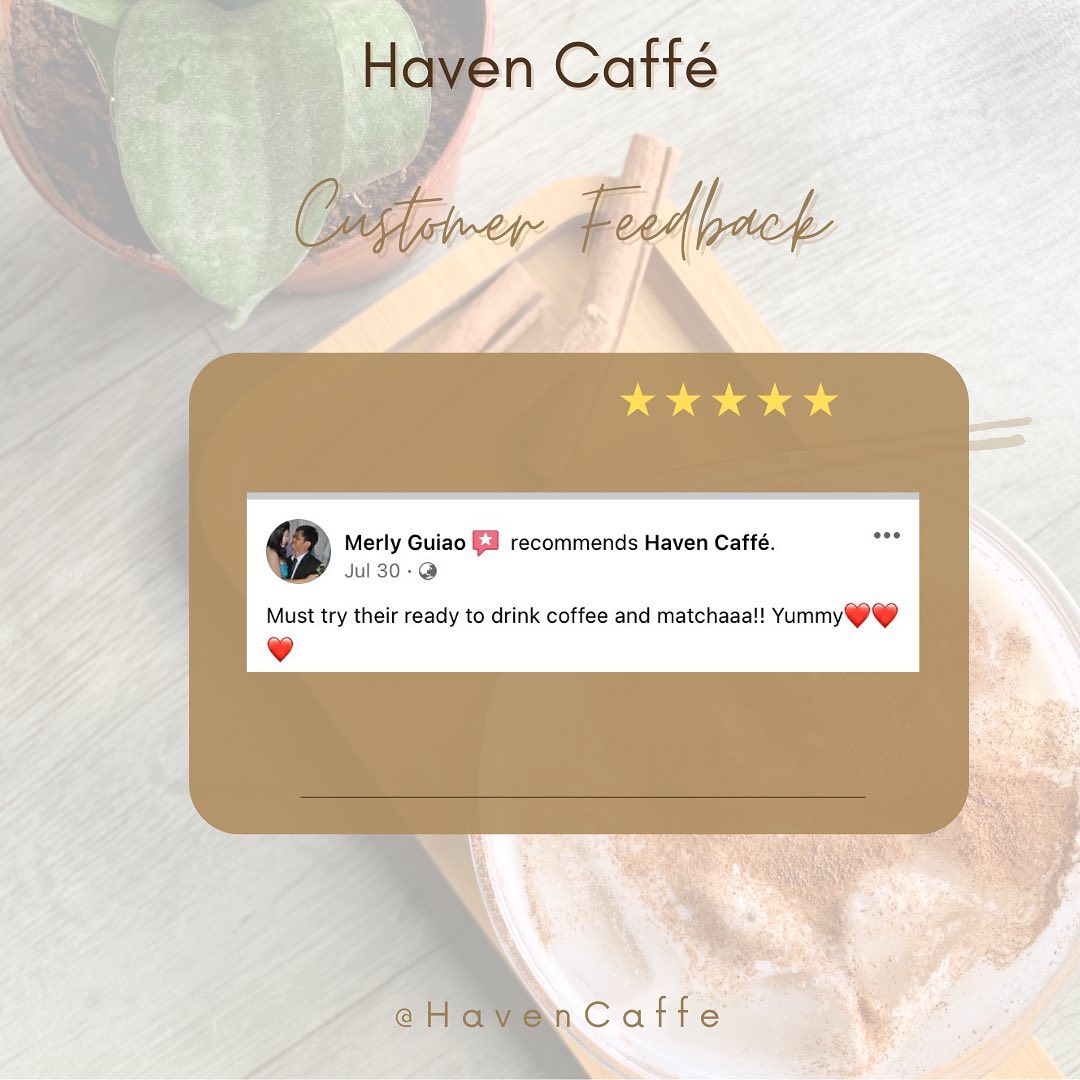 Haven Caffé
Customer Feedback
Merly Guiao recommends Haven Caffé.
Jul 30 ·
Must try their ready to drink coffee and matchaaa!! Yummy❤️❤️
❤️
@HavenCaffe